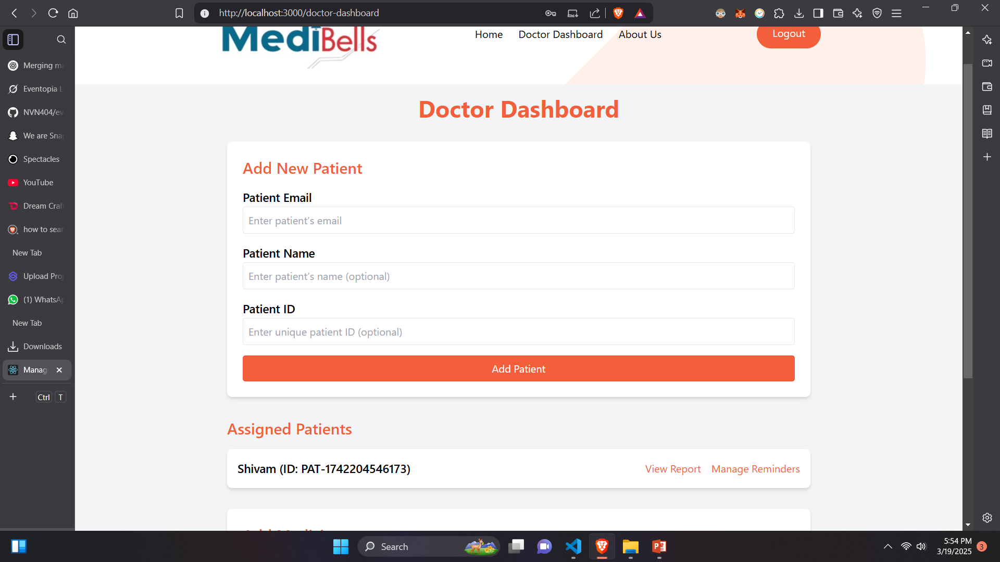 http://localhost:3000/doctor-dashboard
Merging ma
Eventopia L
NVN404/ev
We are Snap
Spectacles
YouTube
Dream Craf
how to sear
New Tab
Upload Proj
(1) WhatsAp
New Tab
Downloads
Manag
Ctrl T
MediBells
Home Doctor Dashboard About Us Logout
Doctor Dashboard
Add New Patient
Patient Email
Enter patient's email
Patient Name
Enter patient's name (optional)
Patient ID
Enter unique patient ID (optional)
Add Patient
Assigned Patients
Shivam (ID: PAT-1742204546173) View Report Manage Reminders
Search
5:54 PM
3/19/2025
3